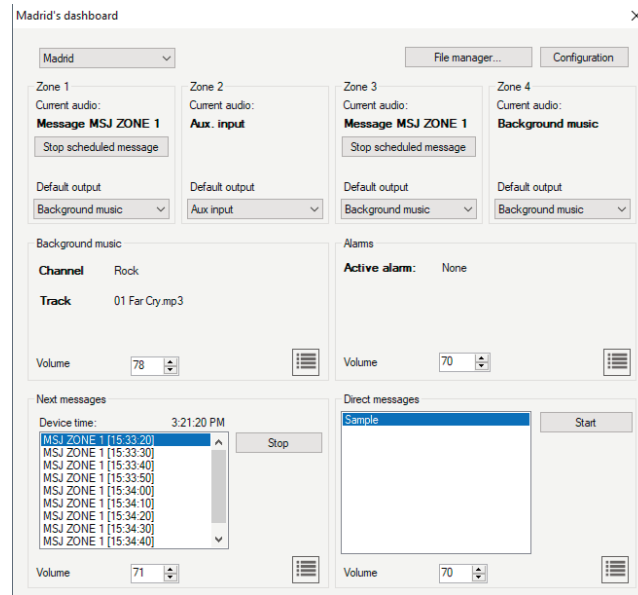 Madrid's dashboard
Madrid
File manager...
Configuration
Zone 1
Current audio:
Message MSJ ZONE 1
Stop scheduled message
Default output
Background music
Zone 2
Current audio:
Aux. input
Default output
Aux input
Zone 3
Current audio:
Message MSJ ZONE 1
Stop scheduled message
Default output
Background music
Zone 4
Current audio:
Background music
Default output
Background music
Background music
Channel Rock
Track 01 Far Cry.mp3
Volume 78
Alarms
Active alarm: None
Volume 70
Next messages
Device time: 3:21:20 PM
MSJ ZONE 1 [15:33:20]
MSJ ZONE 1 [15:33:30]
MSJ ZONE 1 [15:33:40]
MSJ ZONE 1 [15:33:50]
MSJ ZONE 1 [15:34:00]
MSJ ZONE 1 [15:34:10]
MSJ ZONE 1 [15:34:20]
MSJ ZONE 1 [15:34:30]
MSJ ZONE 1 [15:34:40]
Stop
Volume 71
Direct messages
Sample
Start
Volume 70